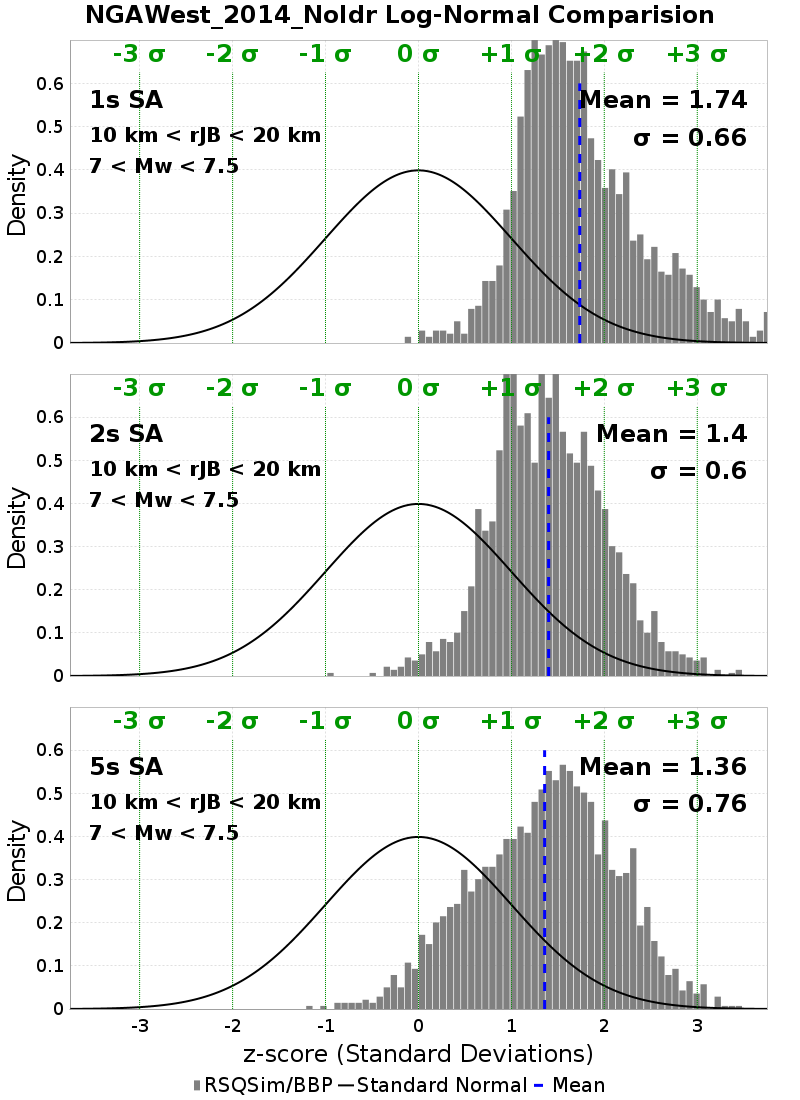 NGAWest_2014_NoIdr Log-Normal Comparision
-3 σ -2 σ -1 σ 0 σ +1 σ +2 σ +3 σ
1s SA
Mean = 1.74
10 km < rJB < 20 km
σ = 0.66
7 < Mw < 7.5
0.6
0.5
0.4
0.3
0.2
0.1
0
Density
-3 σ -2 σ -1 σ 0 σ +1 σ +2 σ +3 σ
2s SA
Mean = 1.4
10 km < rJB < 20 km
σ = 0.6
7 < Mw < 7.5
0.6
0.5
0.4
0.3
0.2
0.1
0
Density
-3 σ -2 σ -1 σ 0 σ +1 σ +2 σ +3 σ
5s SA
Mean = 1.36
10 km < rJB < 20 km
σ = 0.76
7 < Mw < 7.5
0.6
0.5
0.4
0.3
0.2
0.1
0
Density
-3 -2 -1 0 1 2 3
z-score (Standard Deviations)
RSQSim/BBP Standard Normal Mean